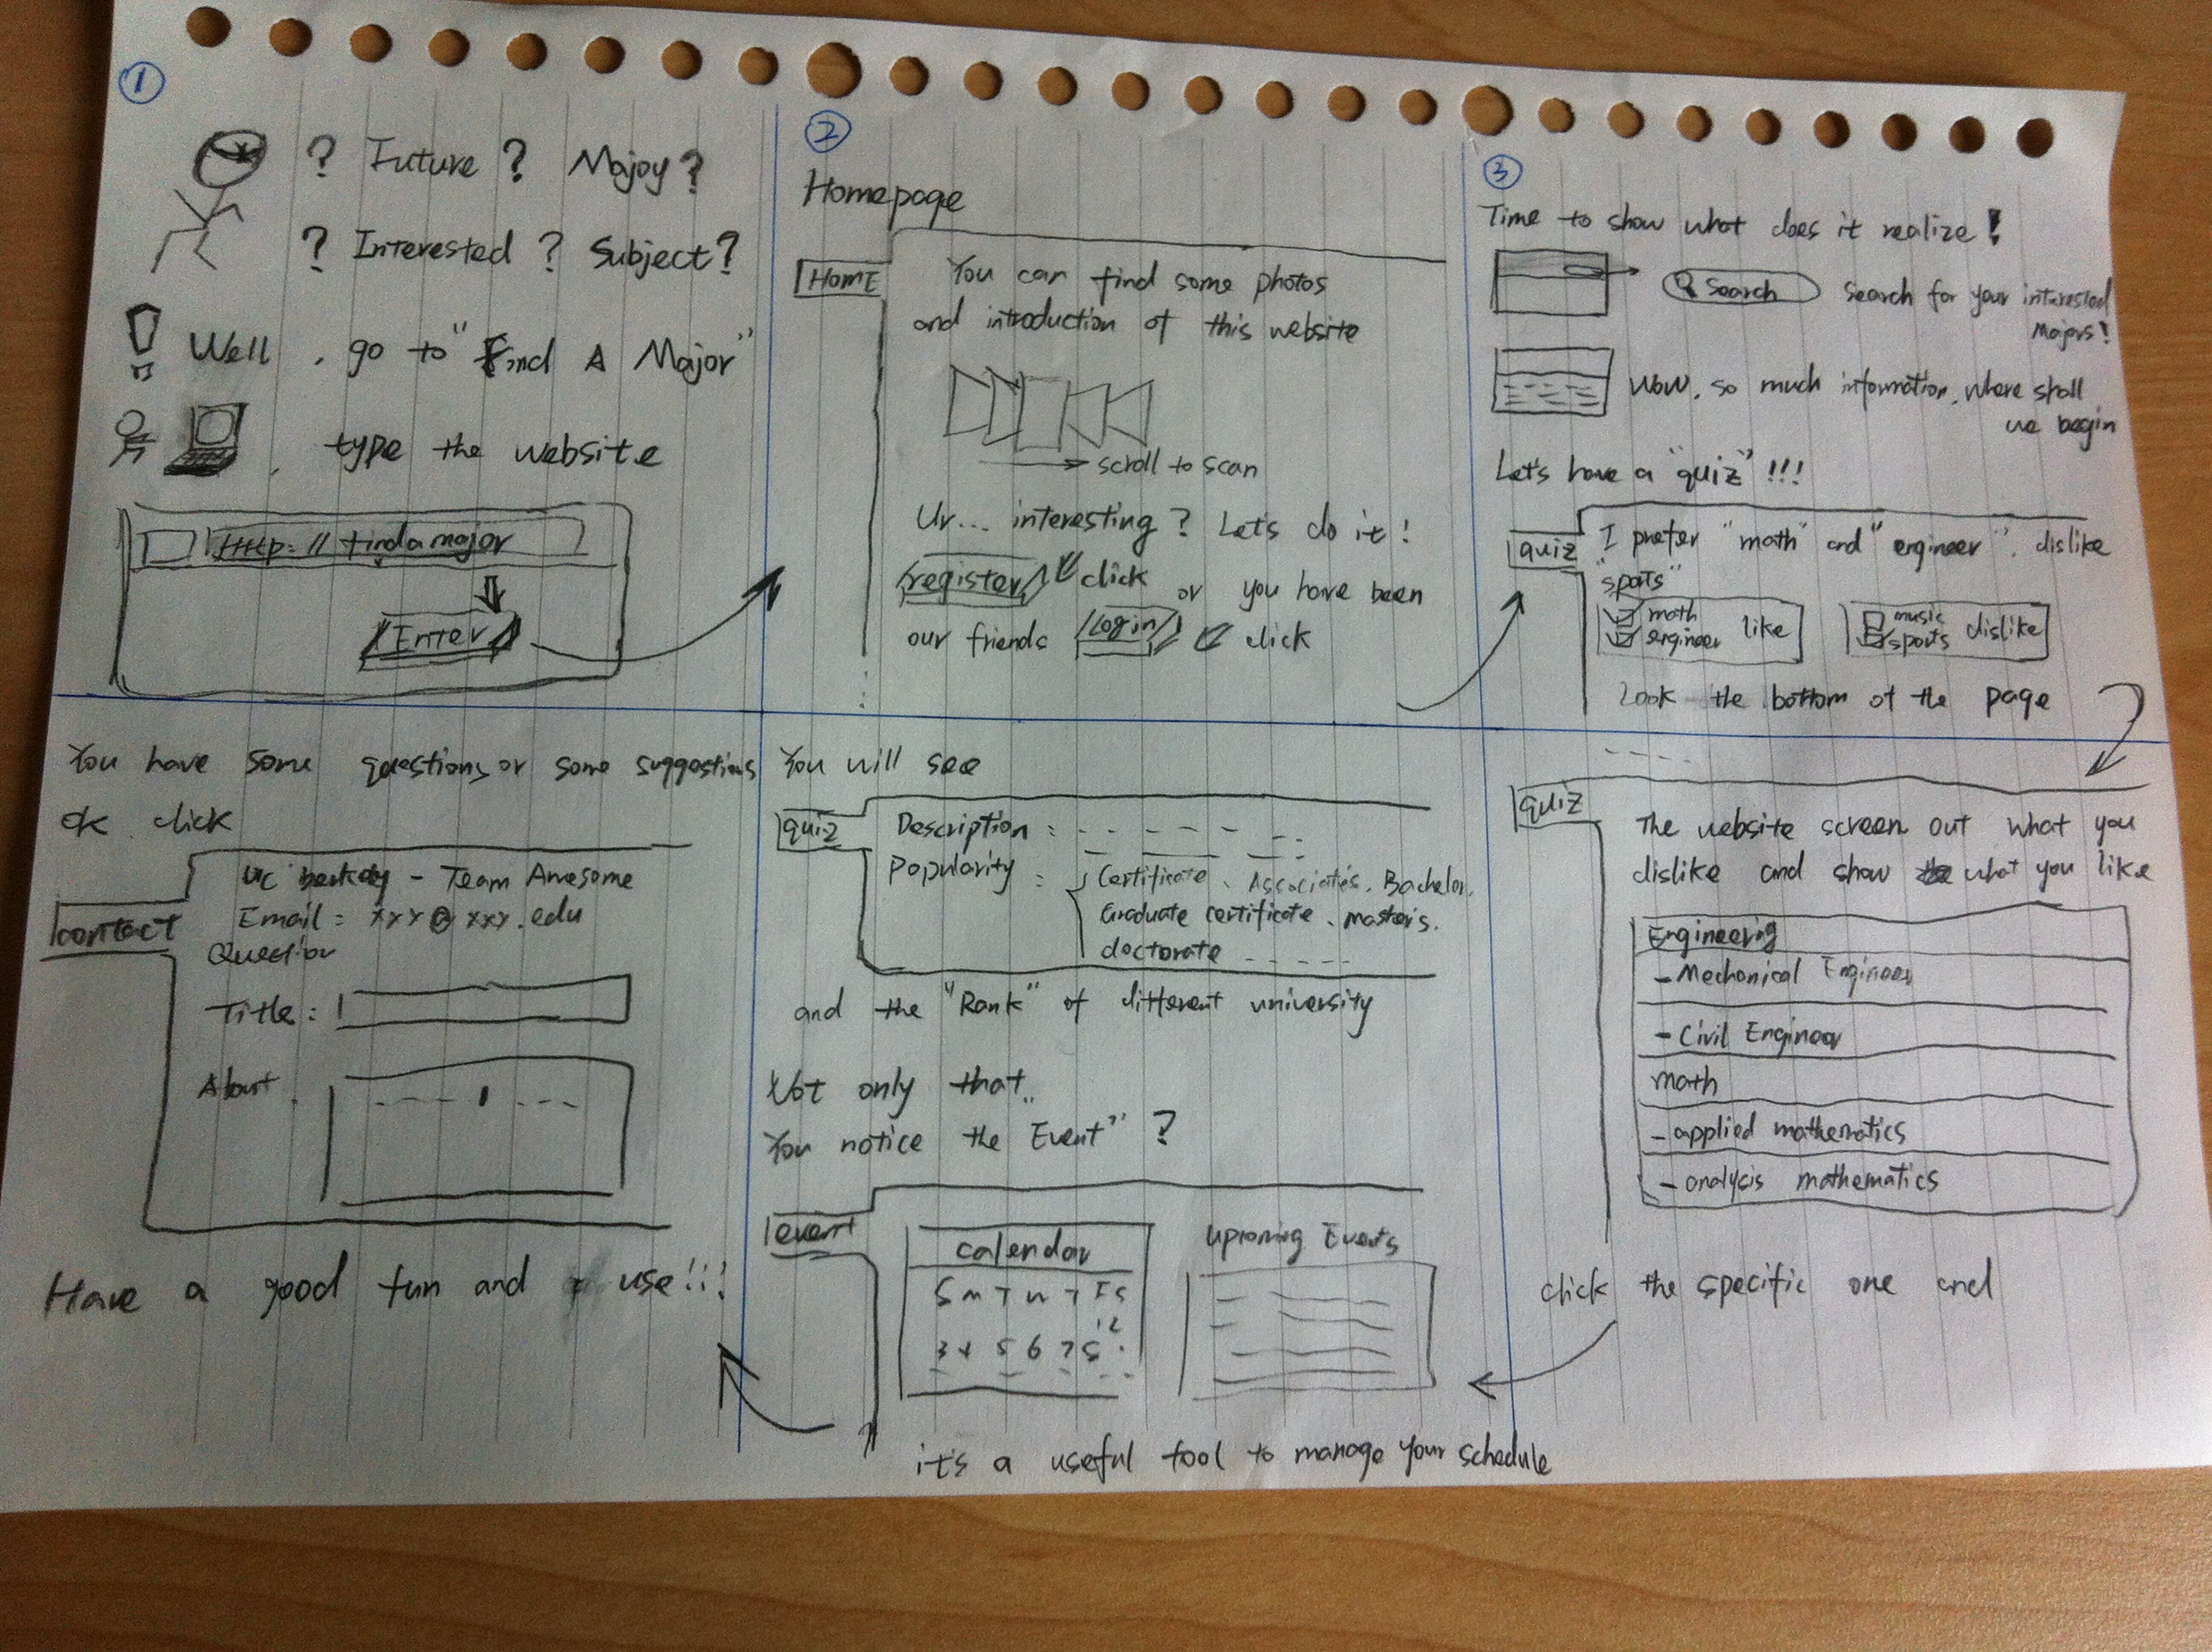 ①
? Future ? Major ?
? Interested ? Subject ?
Well , go to "Find A Major"
, type the website
http://findamajor
Enter
②
Homepage
Home
You can find some photos
and introduction of this website
scroll to scan
Ur... interesting ? Let's do it !
register click or you have been
our friends login click
③
Time to show what does it realize !
Search search for your interested
majors !
Wow, so much information, where shall
we begin
Let's have a "quiz" !!!
quiz
I prefer "math" and "engineer". dislike
"sports"
math
engineer like
music
sports dislike
Look the bottom of the page
quiz
The website screen out what you
dislike and show what you like
Engineering
- Mechanical Engineer
- Civil Engineer
math
- applied mathematics
- analysis mathematics
click the specific one and
You will see
quiz
Description :
Popularity : Certificate, Associates, Bachelor,
Graduate certificate, master's,
doctorate
and the "Rank" of different university
Not only that..
You notice the "Event" ?
event
calendar
S M T W T F S
3 4 5 6 7
Upcoming Events
it's a useful tool to manage your schedule
You have some questions or some suggestions
ok. click
contact
- Team Awesome
Email = xxx@xxx.edu
Question
Title :
About
Have a good fun and use!!!